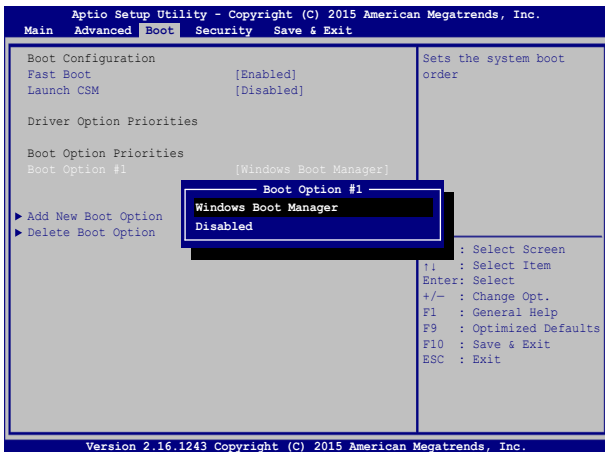 Aptio Setup Utility - Copyright (C) 2015 American Megatrends, Inc.
Main Advanced Boot Security Save & Exit
Boot Configuration
Fast Boot [Enabled]
Launch CSM [Disabled]
Driver Option Priorities
Boot Option Priorities
Boot Option #1 [Windows Boot Manager]
Add New Boot Option
Delete Boot Option
Boot Option #1
Windows Boot Manager
Disabled
Sets the system boot
order
: Select Screen
↑↓ : Select Item
Enter: Select
+/— : Change Opt.
F1 : General Help
F9 : Optimized Defaults
F10 : Save & Exit
ESC : Exit
Version 2.16.1243 Copyright (C) 2015 American Megatrends, Inc.